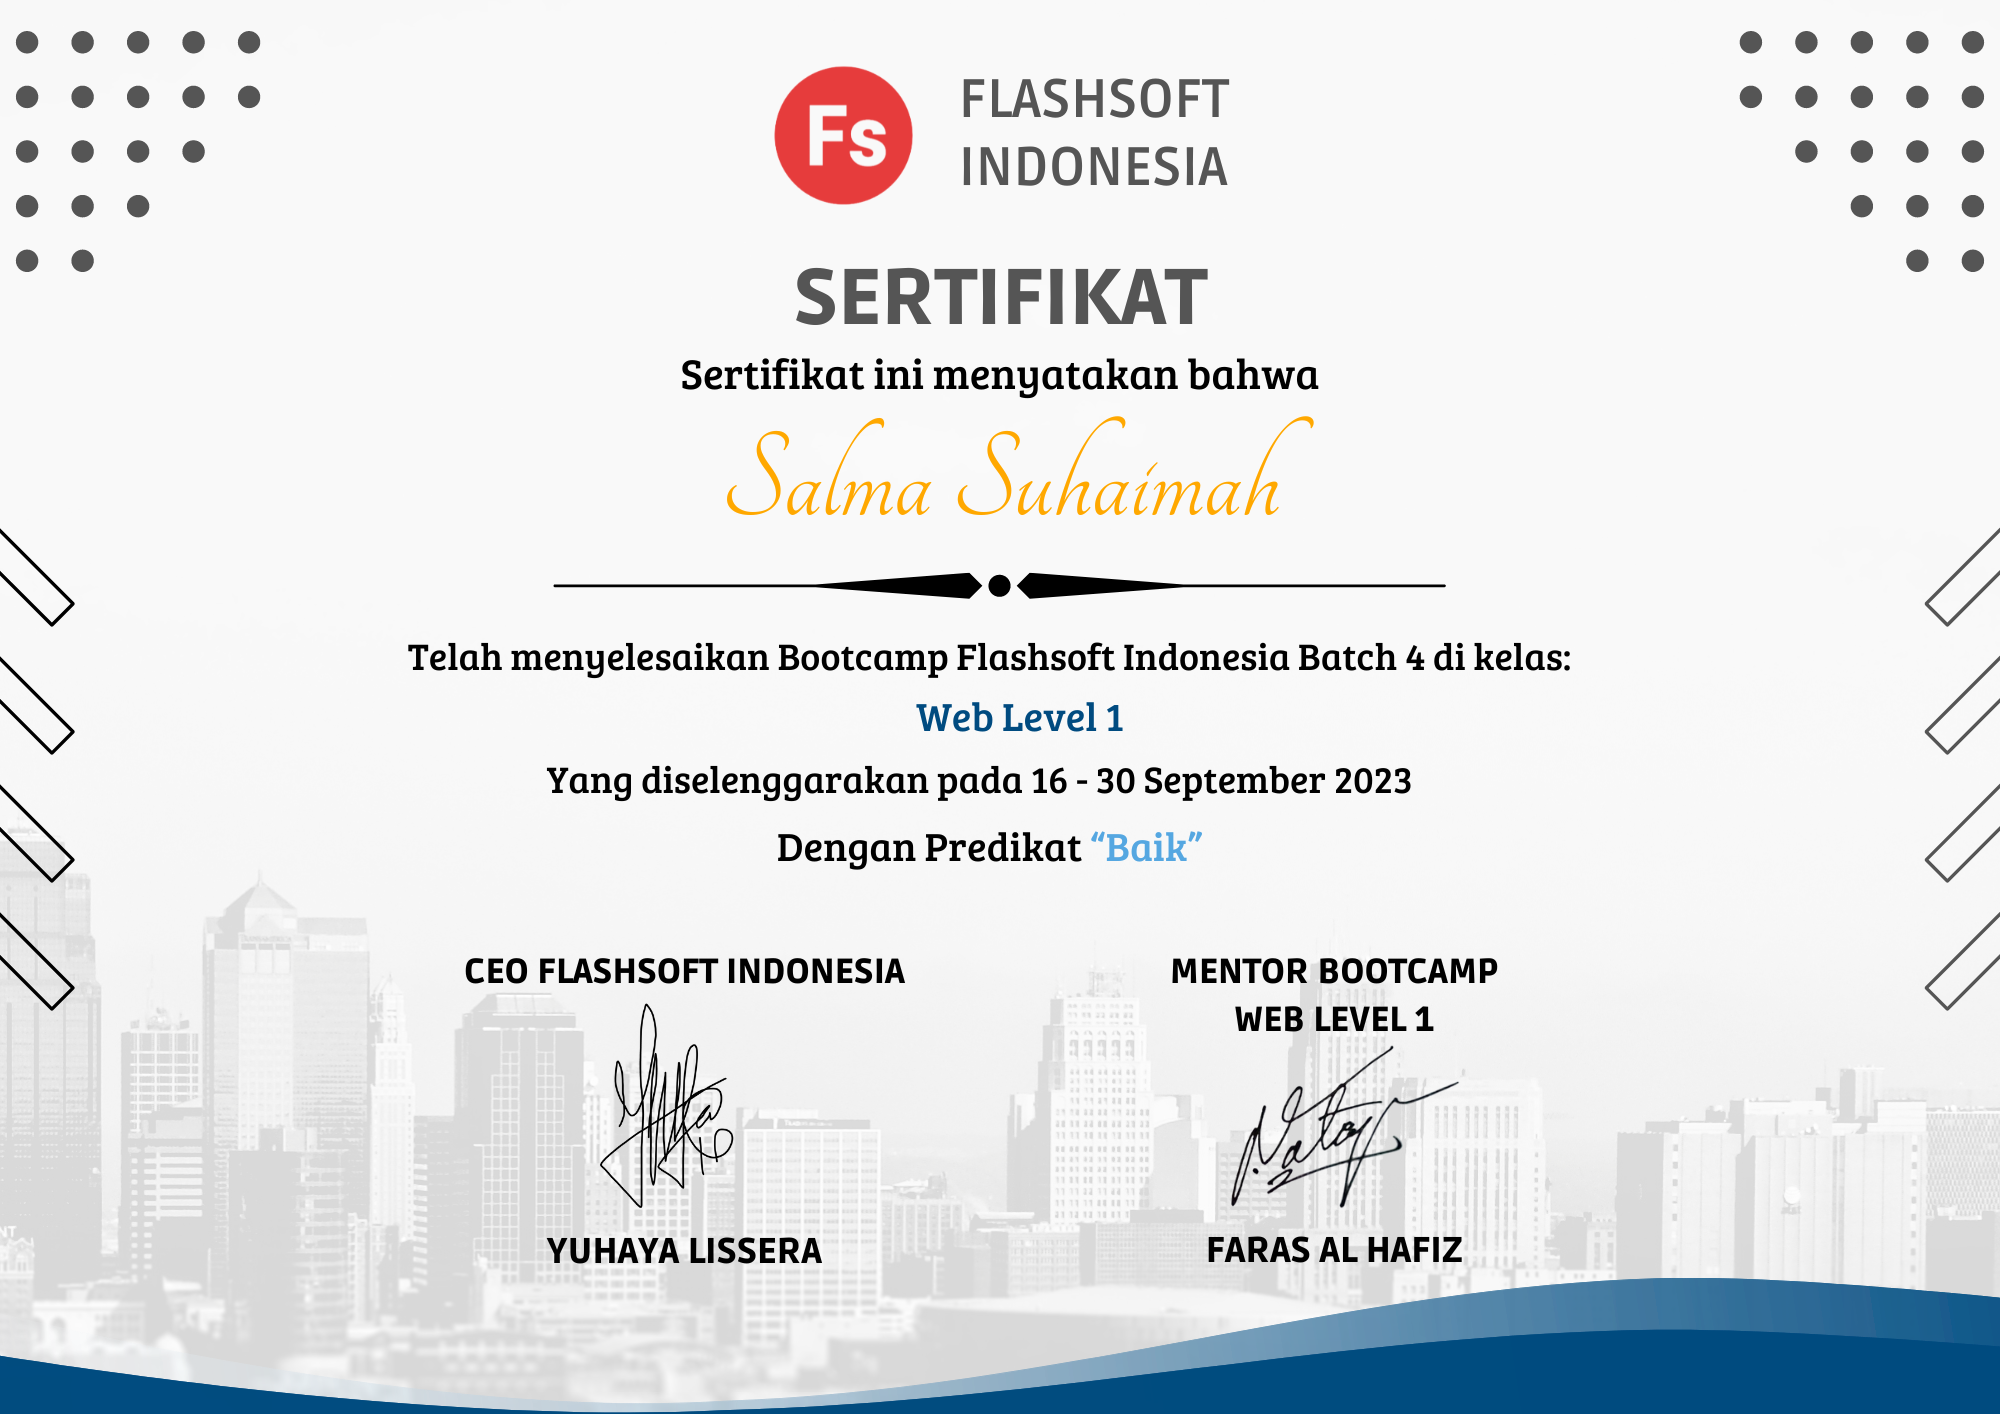 Fs
FLASHSOFT
INDONESIA
SERTIFIKAT
Sertifikat ini menyatakan bahwa
Salma Suhaimah
Telah menyelesaikan Bootcamp Flashsoft Indonesia Batch 4 di kelas:
Web Level 1
Yang diselenggarakan pada 16 - 30 September 2023
Dengan Predikat “Baik”
CEO FLASHSOFT INDONESIA
YUHAYA LISSERA
MENTOR BOOTCAMP
WEB LEVEL 1
FARAS AL HAFIZ